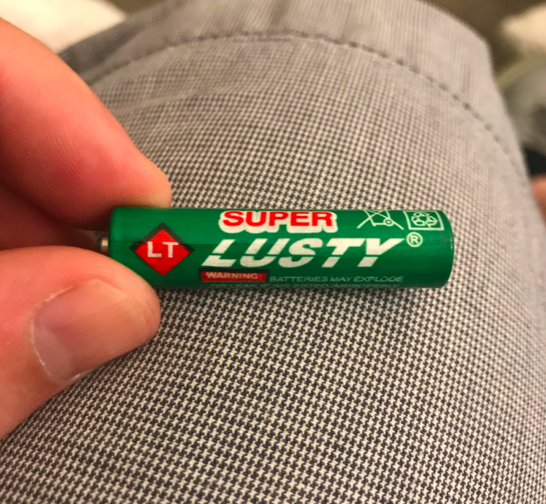 SUPER
LT
LUSTY®
WARNING: BATTERIES MAY EXPLODE